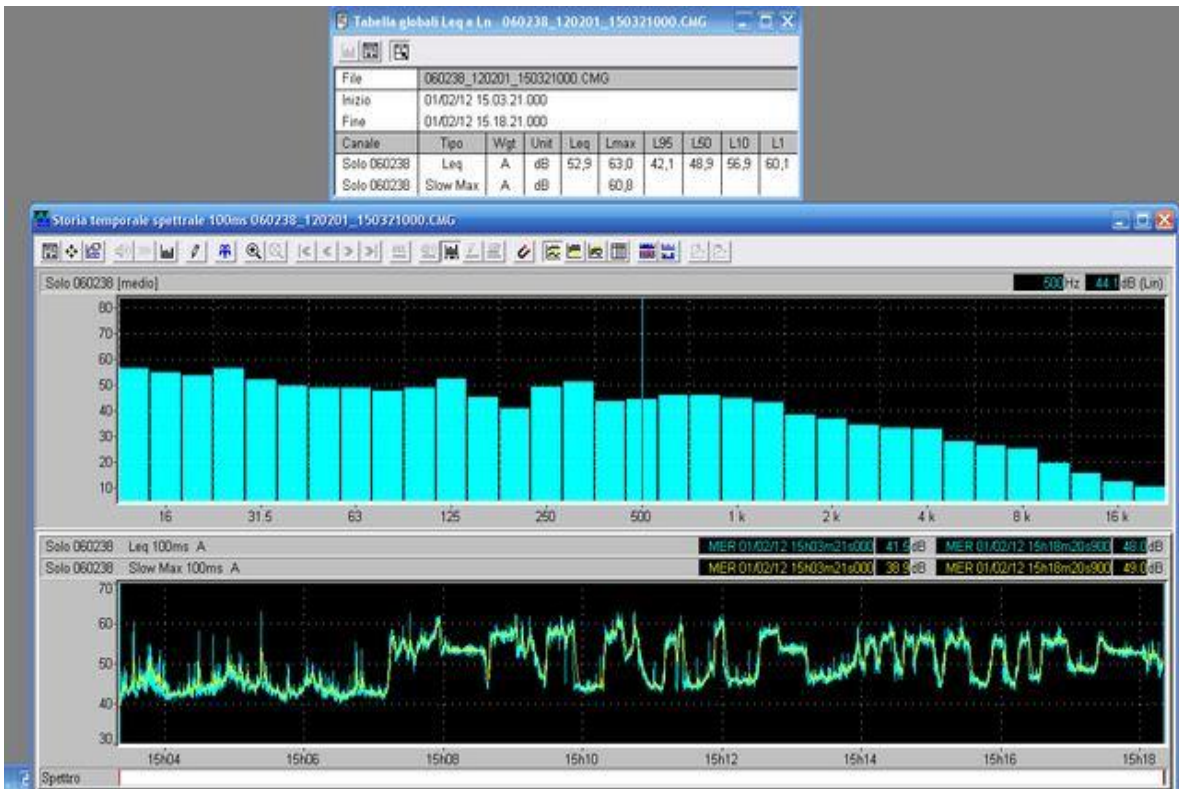 Tabella globali Leq a Ln 060238_120201_150321000.CMG
File 060238_120201_150321000.CMG
Inizio 01/02/12 15.03.21.000
Fine 01/02/12 15.18.21.000
Canale Tipo Wgt Unit Leq Lmax L95 L50 L10 L1
Solo 060238 Leq A dB 52,9 63,0 42,1 48,9 56,9 60,1
Solo 060238 Slow Max A dB 60,8
Storia temporale spettrale 100ms 060238_120201_150321000.CMG
Solo 060238 [medio] 500 Hz 44.1 dB (Lin)
80
70
60
50
40
30
20
10
16 31.5 63 125 250 500 1 k 2 k 4 k 8 k 16 k
Solo 060238 Leq 100ms A MER 01/02/12 15h03m21s000 41.5 dB MER 01/02/12 15h18m20s900 48.0 dB
Solo 060238 Slow Max 100ms A MER 01/02/12 15h03m21s000 38.9 dB MER 01/02/12 15h18m20s900 49.0 dB
70
60
50
40
30
15h04 15h06 15h08 15h10 15h12 15h14 15h16 15h18
Spettro